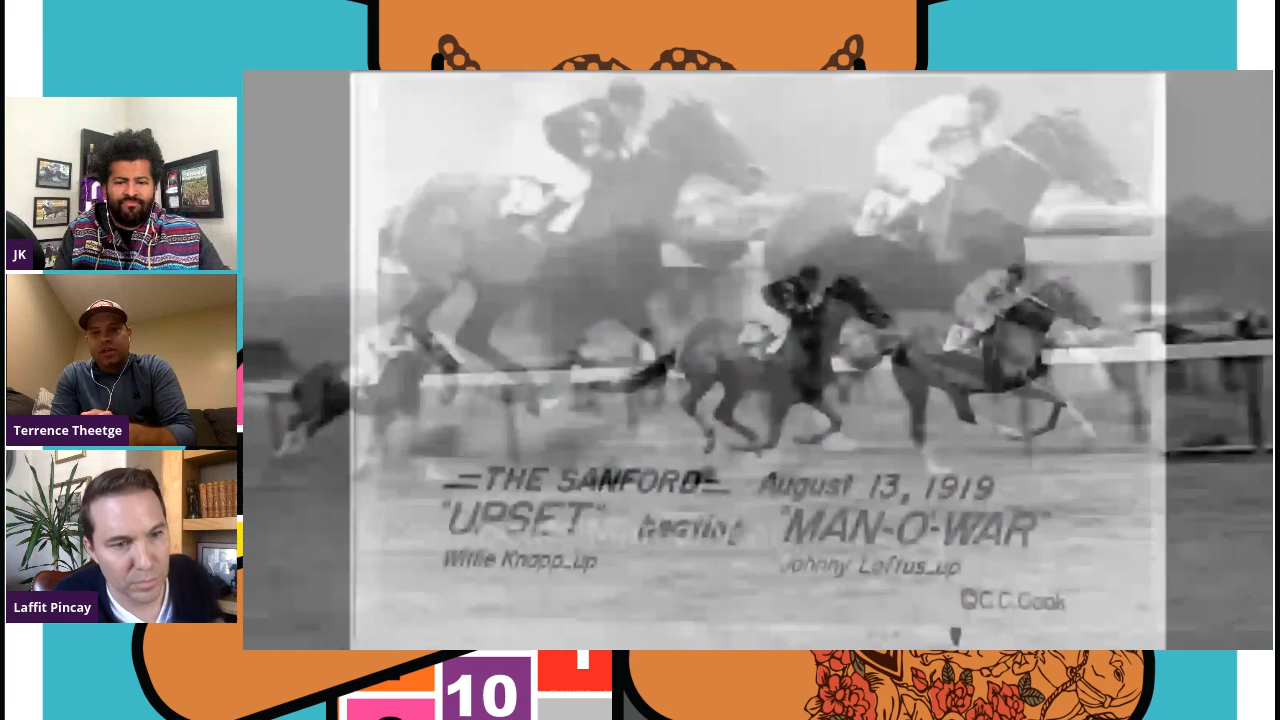 JK
Terrence Theetge
Laffit Pincay
THE SANFORD August 13, 1919
"UPSET" beating "MAN-O'-WAR"
Willie Knapp_up Johnny Loftus_up
©C.C.Cook
10